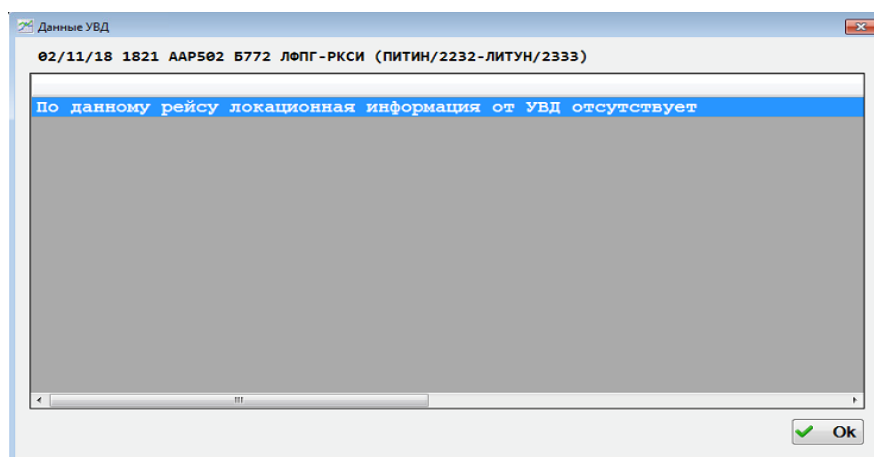 Данные УВД
02/11/18 1821 ААР502 Б772 ЛФПГ-РКСИ (ПИТИН/2232-ЛИТУН/2333)
По данному рейсу локационная информация от УВД отсутствует
Ok